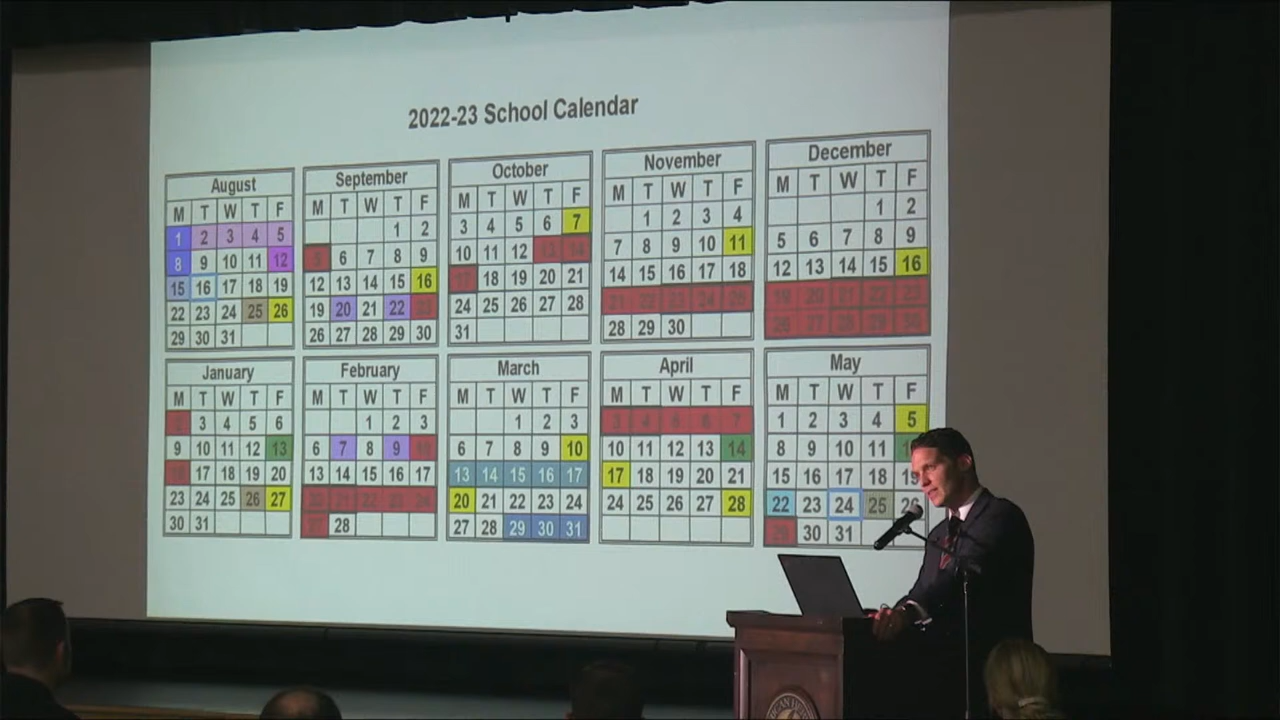 2022-23 School Calendar
August
M T W T F
1 2 3 4 5
8 9 10 11 12
15 16 17 18 19
22 23 24 25 26
29 30 31
September
M T W T F
1 2
6 7 8 9
12 13 14 15 16
19 20 21 22 23
26 27 28 29 30
October
M T W T F
3 4 5 6 7
10 11 12 13 14
17 18 19 20 21
24 25 26 27 28
31
November
M T W T F
1 2 3 4
7 8 9 10 11
14 15 16 17 18
21 22 23 24 25
28 29 30
December
M T W T F
1 2
5 6 7 8 9
12 13 14 15 16
19 20 21 22 23
26 27 28 29 30
January
M T W T F
2 3 4 5 6
9 10 11 12 13
16 17 18 19 20
23 24 25 26 27
30 31
February
M T W T F
1 2 3
6 7 8 9 10
13 14 15 16 17
20 21 22 23 24
27 28
March
M T W T F
1 2 3
6 7 8 9 10
13 14 15 16 17
20 21 22 23 24
27 28 29 30 31
April
M T W T F
3 4 5 6 7
10 11 12 13 14
17 18 19 20 21
24 25 26 27 28
May
M T W T F
1 2 3 4 5
8 9 10 11
15 16 17 18 19
22 23 24 25
29 30 31